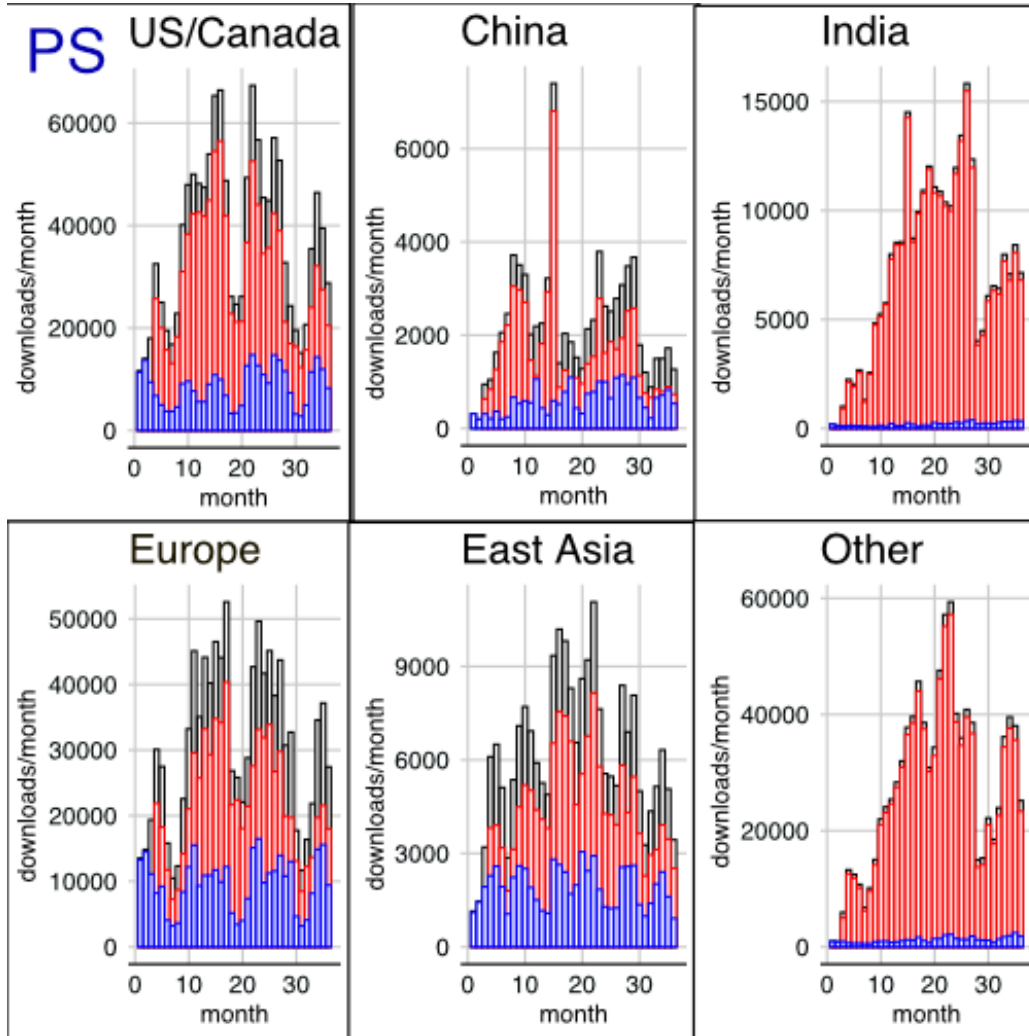 PS
US/Canada
downloads/month
60000
40000
20000
0
0 10 20 30
month
China
downloads/month
6000
4000
2000
0
0 10 20 30
month
India
downloads/month
15000
10000
5000
0
0 10 20 30
month
Europe
downloads/month
50000
40000
30000
20000
10000
0
0 10 20 30
month
East Asia
downloads/month
9000
6000
3000
0
0 10 20 30
month
Other
downloads/month
60000
40000
20000
0
0 10 20 30
month